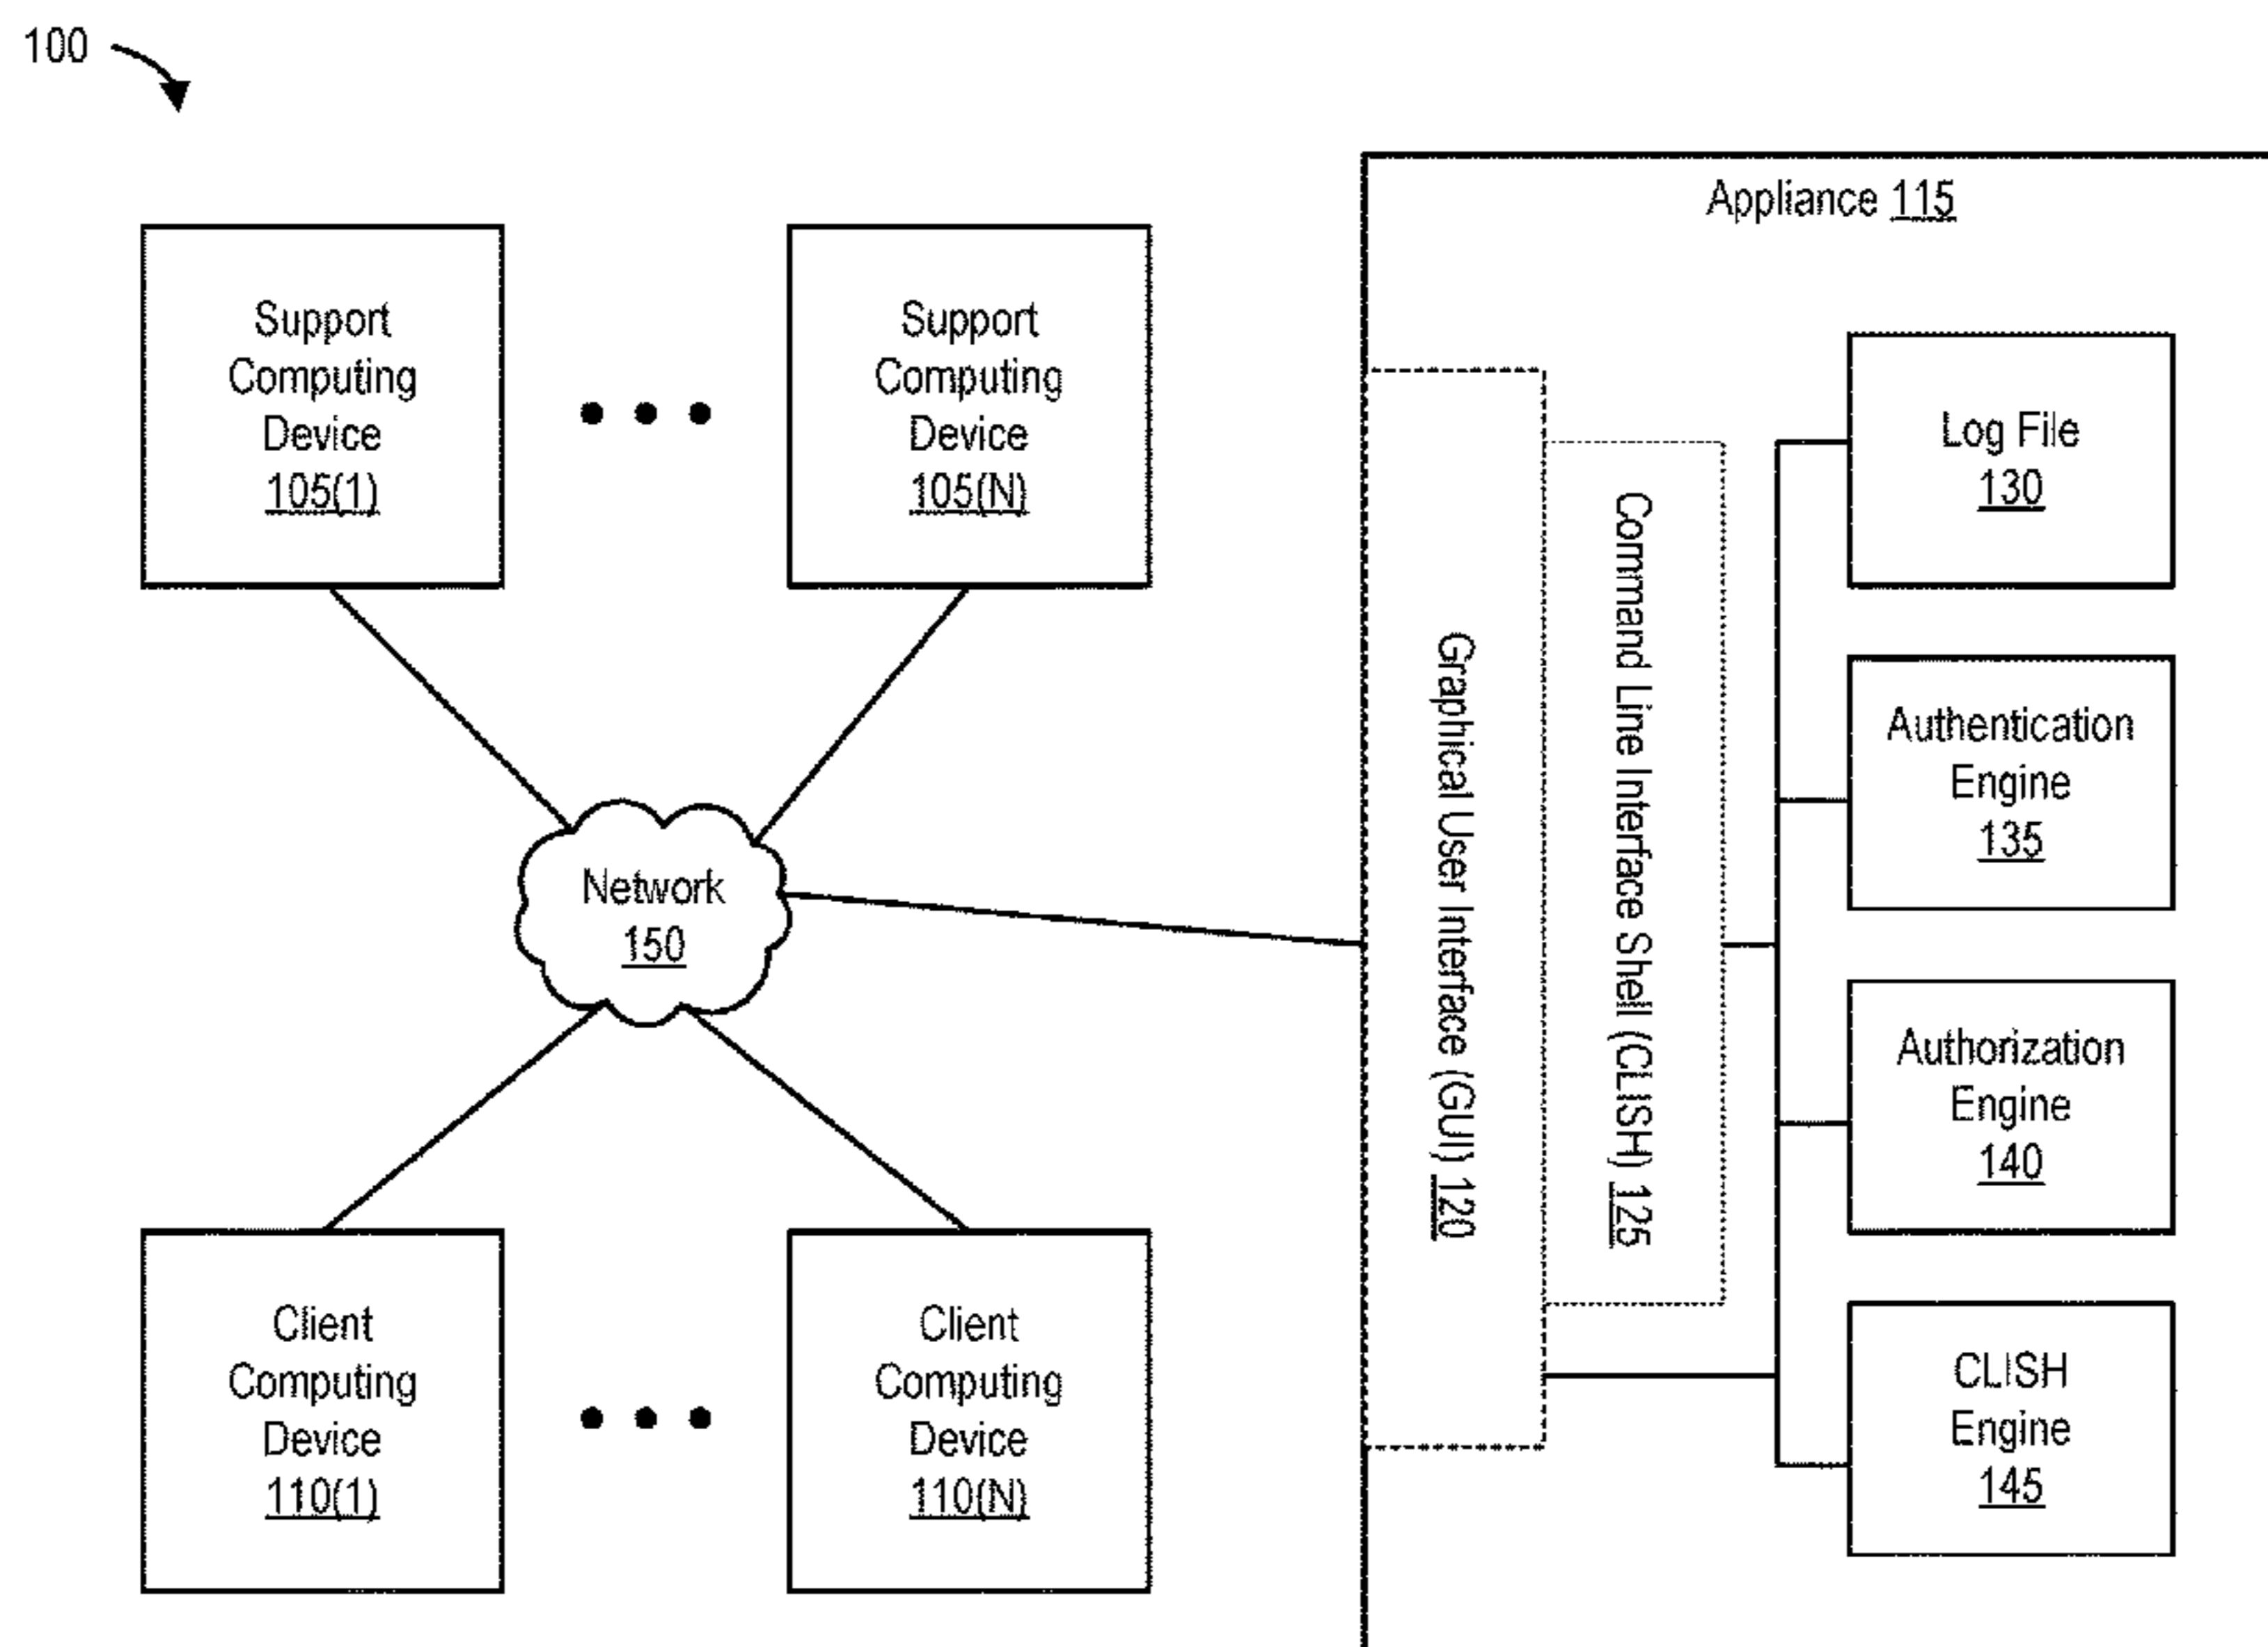 100
Support
Computing
Device
105(1)
Support
Computing
Device
105(N)
Network
150
Client
Computing
Device
110(1)
Client
Computing
Device
110(N)
Appliance 115
Graphical User Interface (GUI) 120
Command Line Interface Shell (CLISH) 125
Log File
130
Authentication
Engine
135
Authorization
Engine
140
CLISH
Engine
145